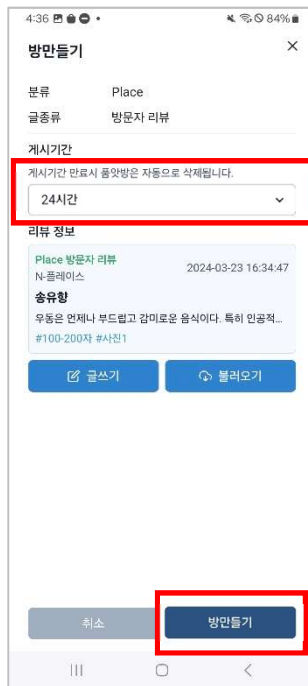 4:36
84%
방만들기
분류 Place
글종류 방문자 리뷰
게시기간
게시기간 만료시 품앗방은 자동으로 삭제됩니다.
24시간
리뷰 정보
Place 방문자 리뷰
N-플레이스
2024-03-23 16:34:47
송유향
우동은 언제나 부드럽고 감미로운 음식이다. 특히 인공적...
#100-200자 #사진1
글쓰기
불러오기
취소
방만들기